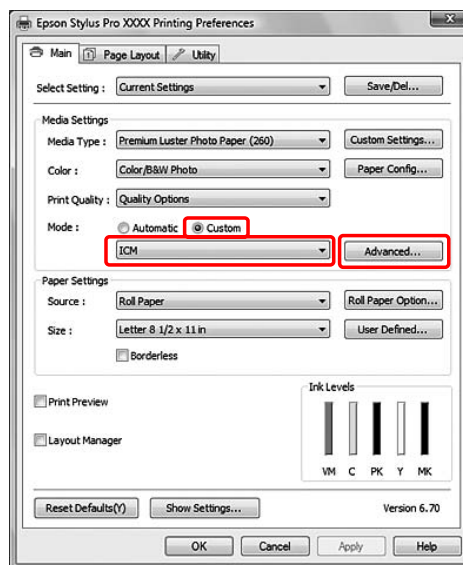 Epson Stylus Pro XXXX Printing Preferences
Main Page Layout Utility
Select Setting : Current Settings Save/Del...
Media Settings
Media Type : Premium Luster Photo Paper (260) Custom Settings...
Color : Color/B&W Photo Paper Config...
Print Quality : Quality Options
Mode : Automatic Custom
ICM Advanced...
Paper Settings
Source : Roll Paper Roll Paper Option...
Size : Letter 8 1/2 x 11 in User Defined...
Borderless
Print Preview
Layout Manager
Ink Levels
VM C PK Y MK
Reset Defaults(Y) Show Settings... Version 6.70
OK Cancel Apply Help